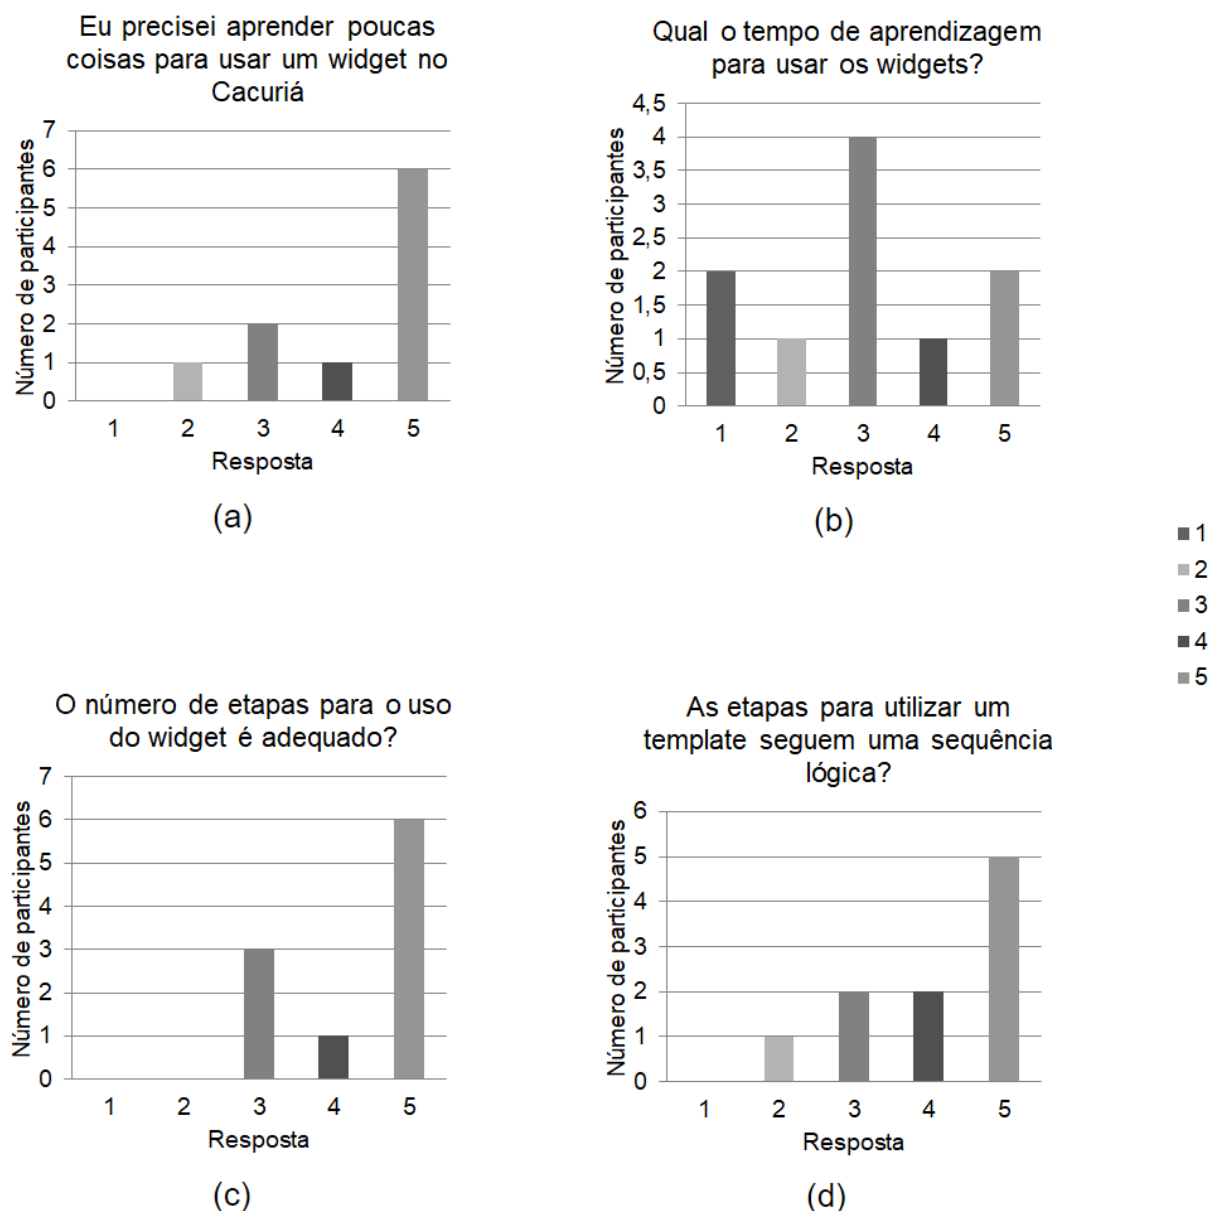 Eu precisei aprender poucas
coisas para usar um widget no
Cacuriá
Número de participantes
7
6
5
4
3
2
1
0
1 2 3 4 5
Resposta
(a)
Qual o tempo de aprendizagem
para usar os widgets?
Número de participantes
4,5
4
3,5
3
2,5
2
1,5
1
0,5
0
1 2 3 4 5
Resposta
(b)
1
2
3
4
5
O número de etapas para o uso
do widget é adequado?
Número de participantes
7
6
5
4
3
2
1
0
1 2 3 4 5
Resposta
(c)
As etapas para utilizar um
template seguem uma sequência
lógica?
Número de participantes
6
5
4
3
2
1
0
1 2 3 4 5
Resposta
(d)